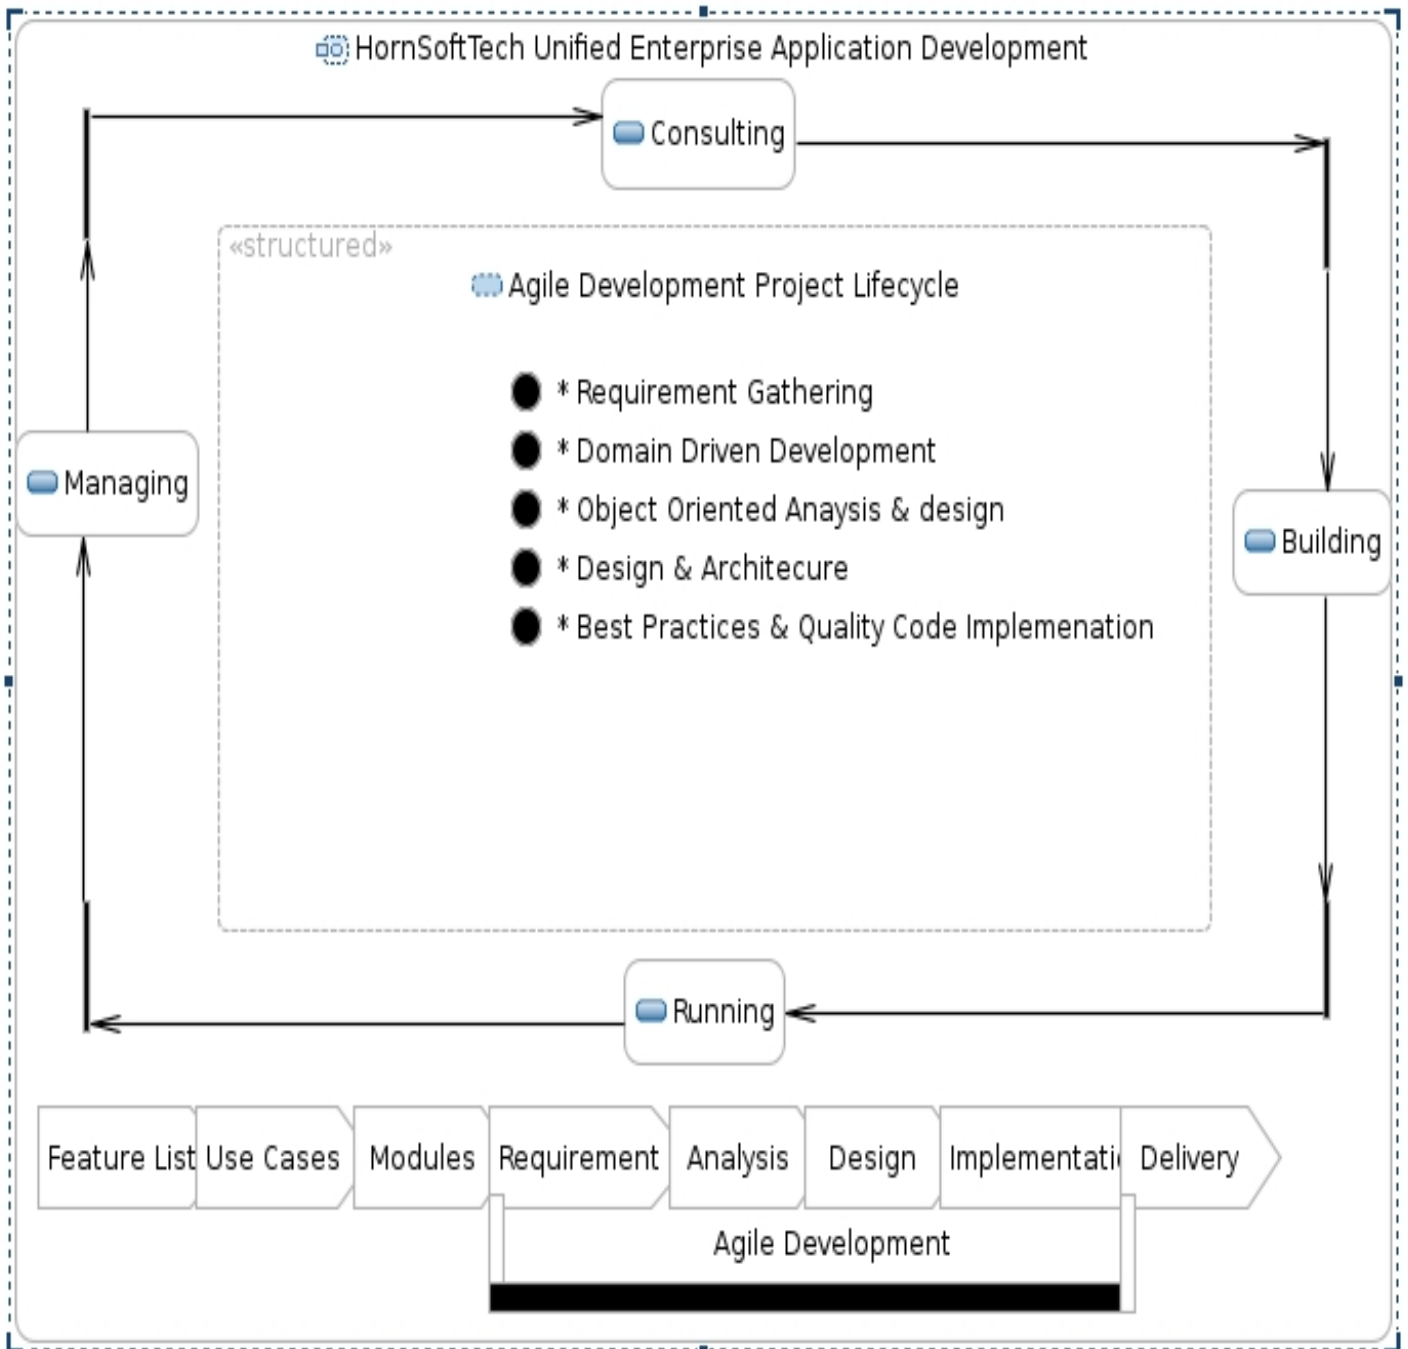 HornSoftTech Unified Enterprise Application Development
Consulting
«structured»
Agile Development Project Lifecycle
* Requirement Gathering
* Domain Driven Development
* Object Oriented Anaysis & design
* Design & Architecure
* Best Practices & Quality Code Implemenation
Managing
Building
Running
Feature List Use Cases Modules Requirement Analysis Design Implementati Delivery
Agile Development